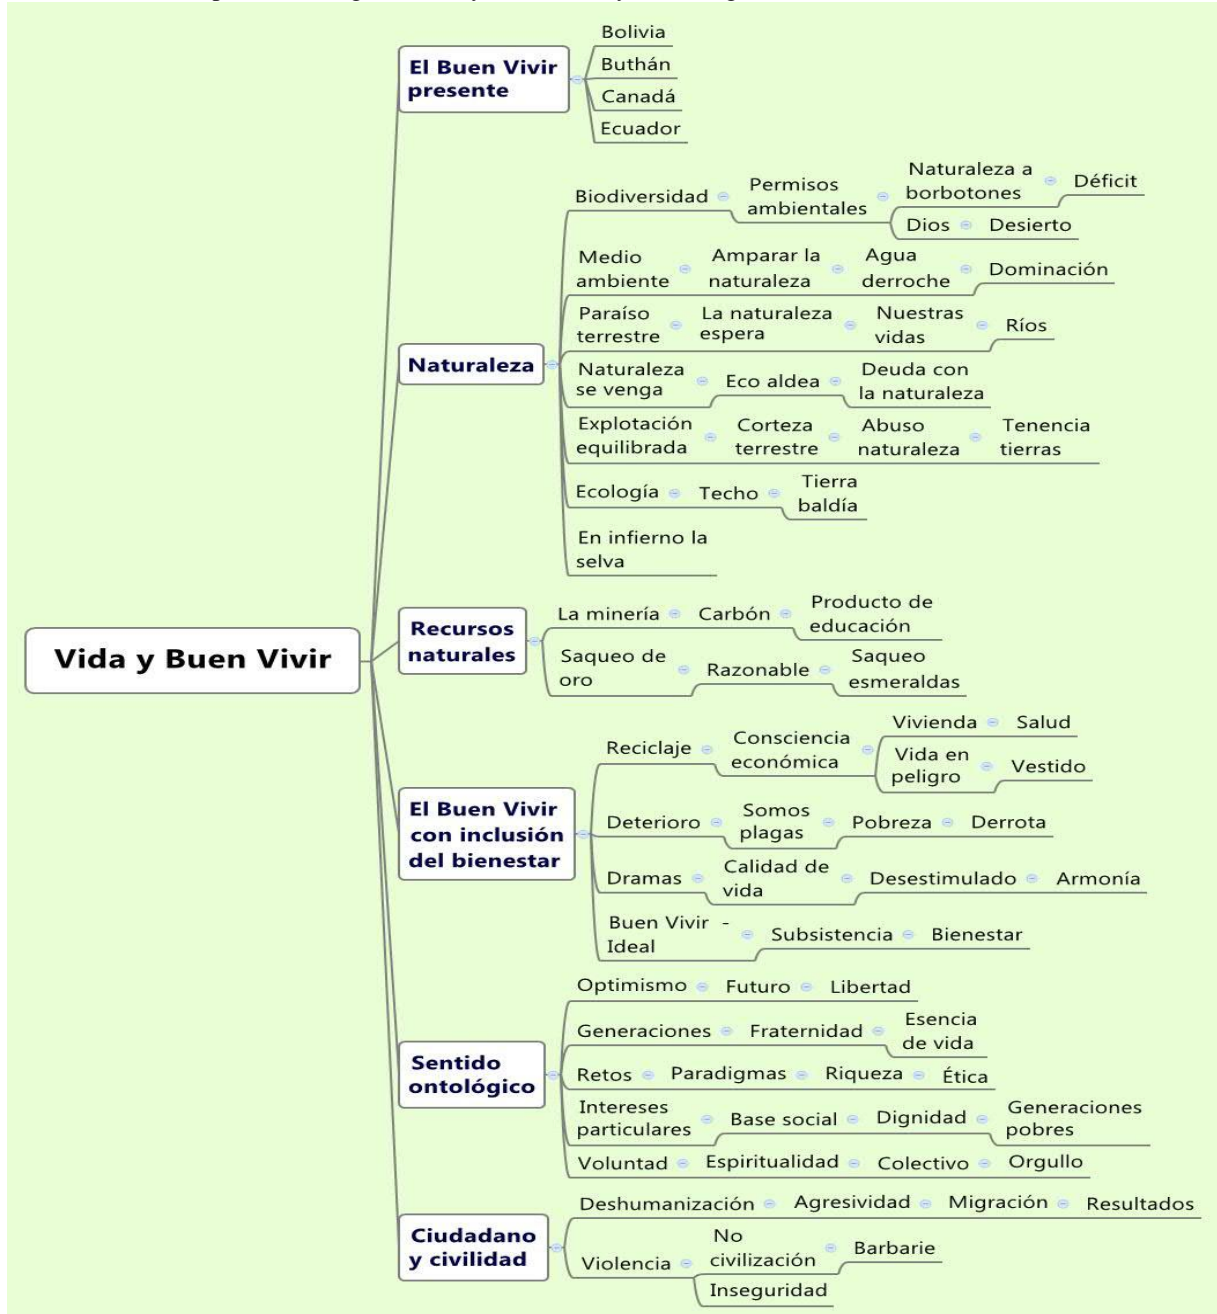 El Buen Vivir
presente
Bolivia
Buthán
Canadá
Ecuador
Naturaleza
Biodiversidad
Permisos
ambientales
Naturaleza a
borbotones
Déficit
Dios
Desierto
Medio
ambiente
Amparar la
naturaleza
Agua
derroche
Dominación
Paraíso
terrestre
La naturaleza
espera
Nuestras
vidas
Ríos
Naturaleza
se venga
Eco aldea
Deuda con
la naturaleza
Explotación
equilibrada
Corteza
terrestre
Abuso
naturaleza
Tenencia
tierras
Ecología
Techo
Tierra
baldía
En infierno la
selva
Vida y Buen Vivir
Recursos
naturales
La minería
Carbón
Producto de
educación
Saqueo de
oro
Razonable
Saqueo
esmeraldas
El Buen Vivir
con inclusión
del bienestar
Reciclaje
Consciencia
económica
Vivienda
Salud
Vida en
peligro
Vestido
Deterioro
Somos
plagas
Pobreza
Derrota
Dramas
Calidad de
vida
Desestimulado
Armonía
Buen Vivir -
Ideal
Subsistencia
Bienestar
Sentido
ontológico
Optimismo
Futuro
Libertad
Generaciones
Fraternidad
Esencia
de vida
Retos
Paradigmas
Riqueza
Ética
Intereses
particulares
Base social
Dignidad
Generaciones
pobres
Voluntad
Espiritualidad
Colectivo
Orgullo
Ciudadano
y civilidad
Deshumanización
Agresividad
Migración
Resultados
Violencia
No
civilización
Barbarie
Inseguridad